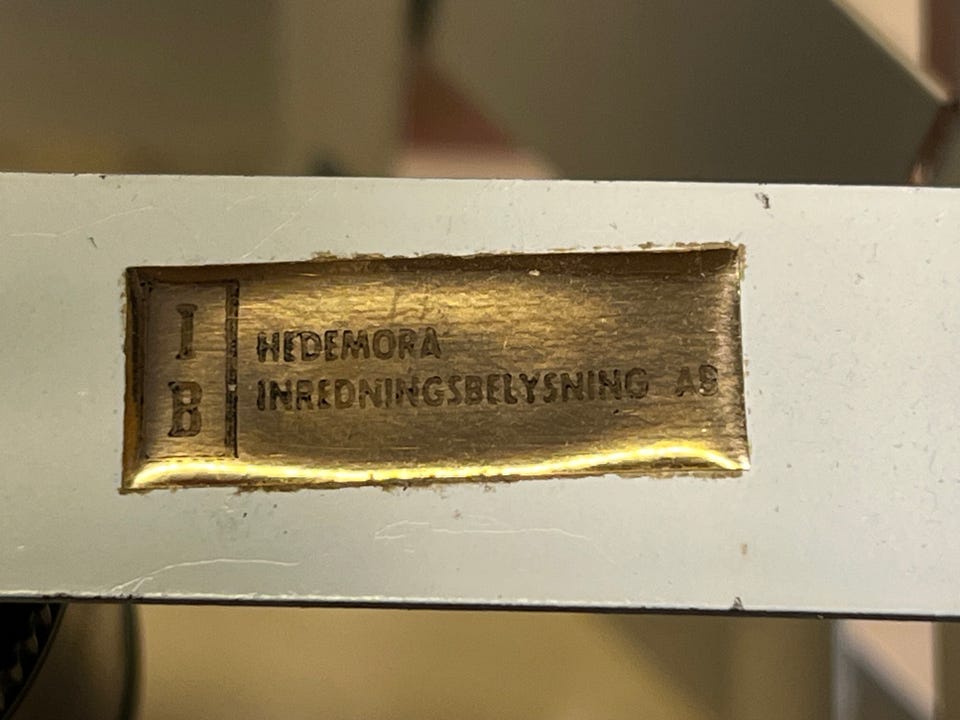 I
B
HEDEMORA
INREDNINGSBELYSNING AB